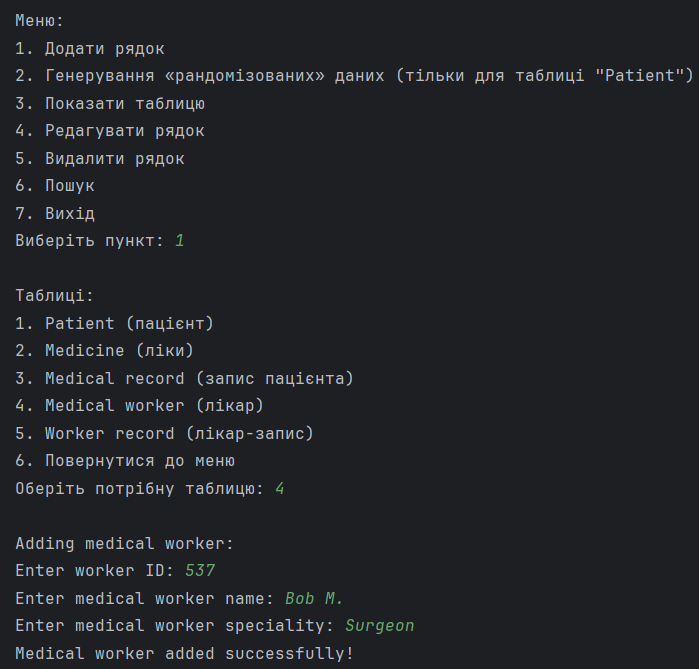 Меню:
1. Додати рядок
2. Генерування «рандомізованих» даних (тільки для таблиці "Patient")
3. Показати таблицю
4. Редагувати рядок
5. Видалити рядок
6. Пошук
7. Вихід
Виберіть пункт: 1
Таблиці:
1. Patient (пацієнт)
2. Medicine (ліки)
3. Medical record (запис пацієнта)
4. Medical worker (лікар)
5. Worker record (лікар-запис)
6. Повернутися до меню
Оберіть потрібну таблицю: 4
Adding medical worker:
Enter worker ID: 537
Enter medical worker name: Bob M.
Enter medical worker speciality: Surgeon
Medical worker added successfully!